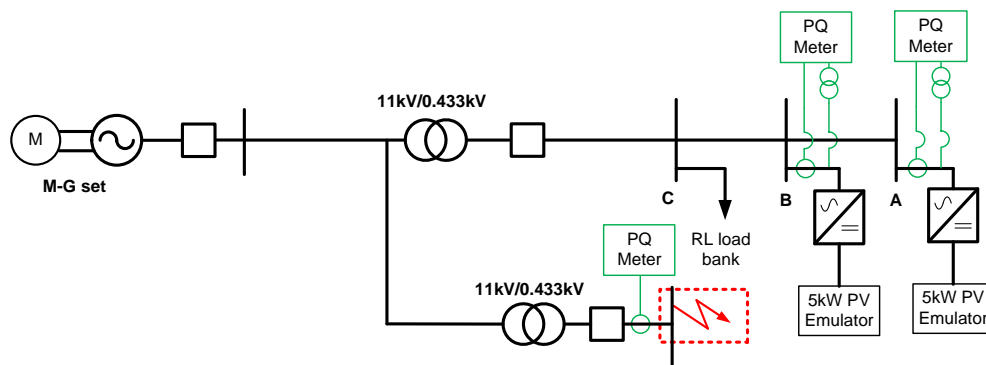 PQ
Meter
PQ
Meter
11kV/0.433kV
M
M-G set
C
B
A
RL load
bank
PQ
Meter
11kV/0.433kV
5kW PV
Emulator
5kW PV
Emulator